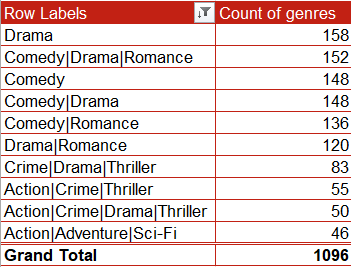 Row Labels Count of genres
Drama 158
Comedy|Drama|Romance 152
Comedy 148
Comedy|Drama 148
Comedy|Romance 136
Drama|Romance 120
Crime|Drama|Thriller 83
Action|Crime|Thriller 55
Action|Crime|Drama|Thriller 50
Action|Adventure|Sci-Fi 46
Grand Total 1096